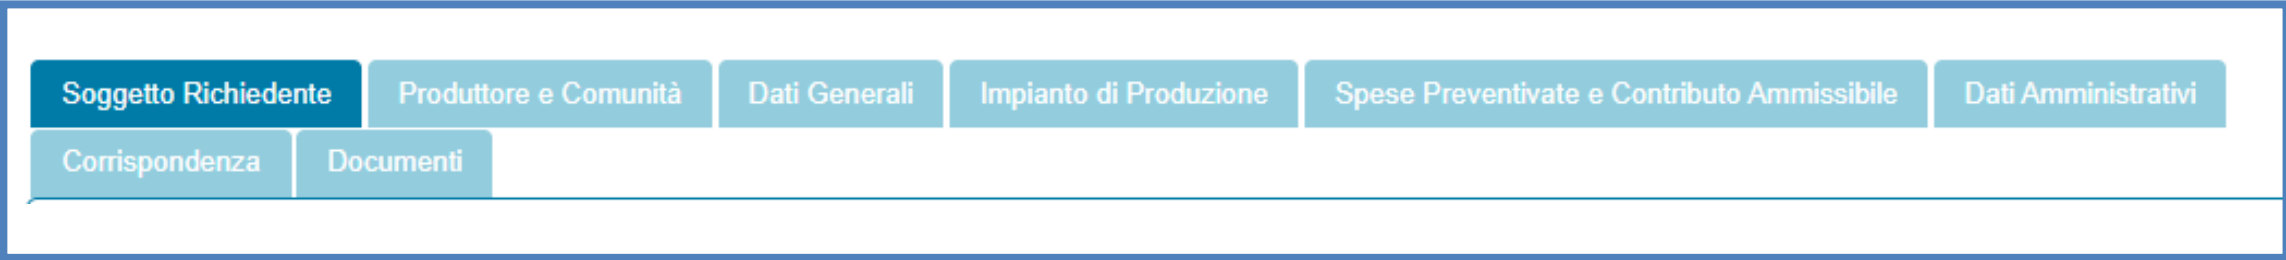 Soggetto Richiedente Produttore e Comunità Dati Generali Impianto di Produzione Spese Preventivate e Contributo Ammissibile Dati Amministrativi
Corrispondenza Documenti